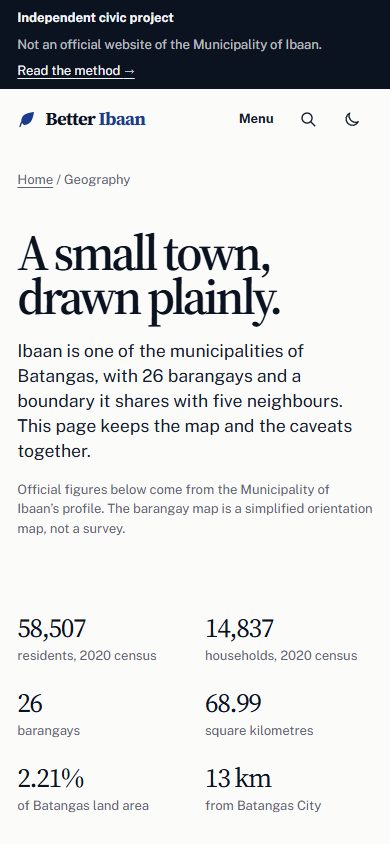 Independent civic project
Not an official website of the Municipality of Ibaan.
Read the method →
Better Ibaan
Menu
Home / Geography
A small town,
drawn plainly.
Ibaan is one of the municipalities of
Batangas, with 26 barangays and a
boundary it shares with five neighbours.
This page keeps the map and the caveats
together.
Official figures below come from the Municipality of
Ibaan's profile. The barangay map is a simplified orientation
map, not a survey.
58,507
residents, 2020 census
14,837
households, 2020 census
26
barangays
68.99
square kilometres
2.21%
of Batangas land area
13 km
from Batangas City